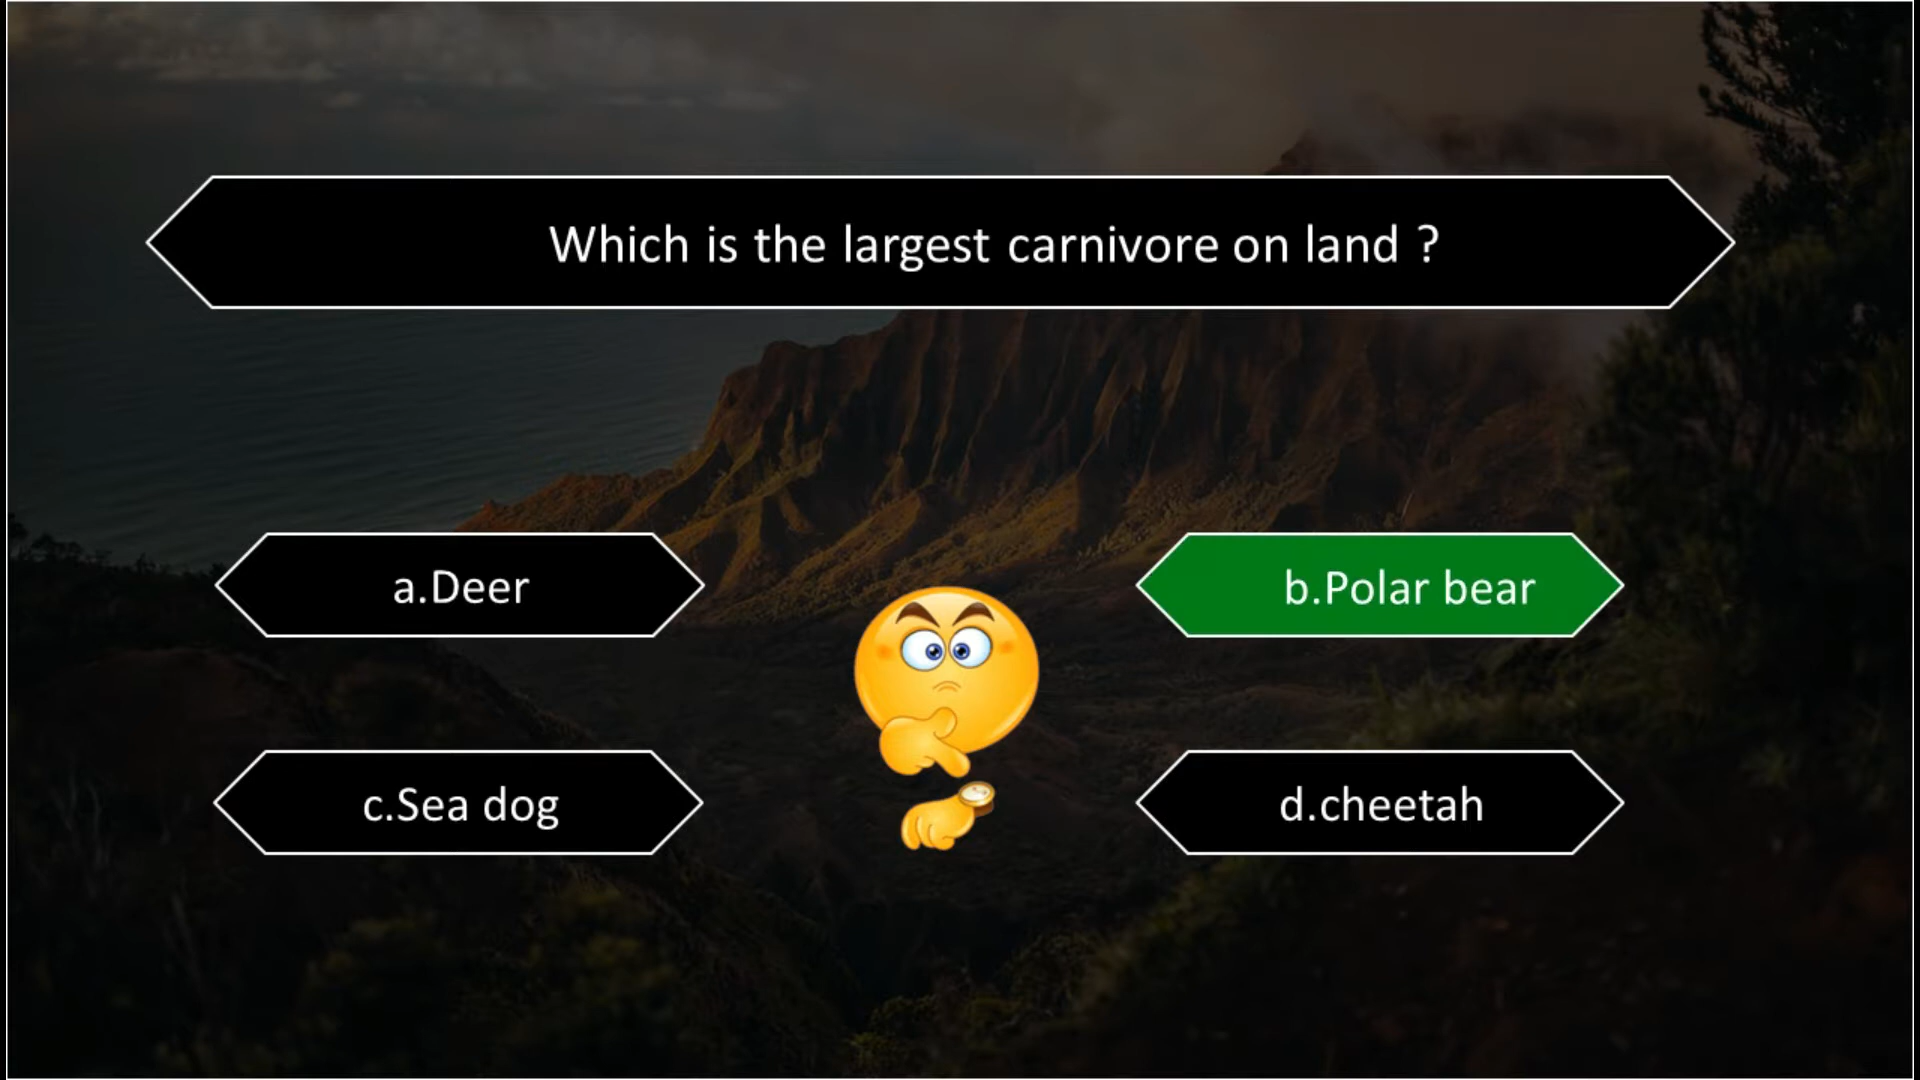 Which is the largest carnivore on land ?
a.Deer
b.Polar bear
c.Sea dog
d.cheetah